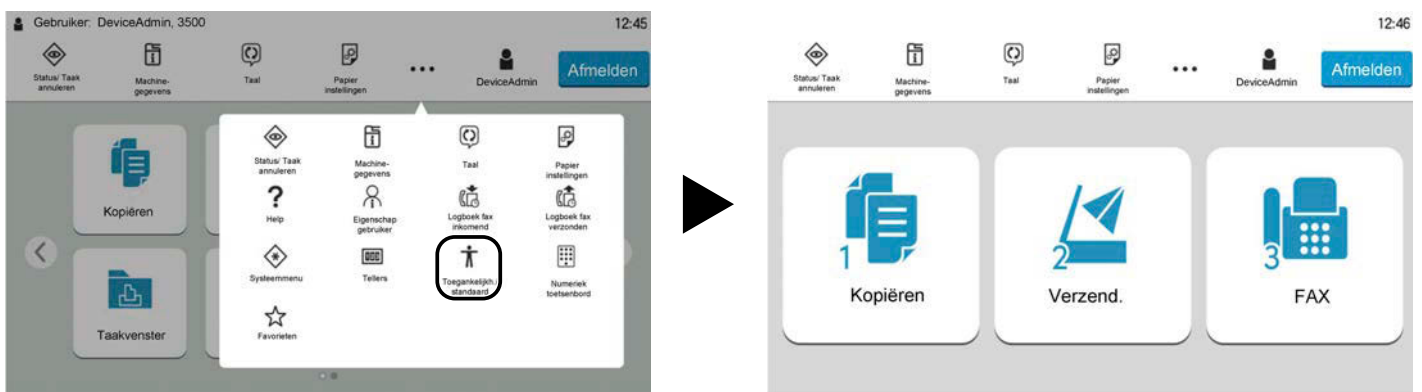 Gebruiker: DeviceAdmin, 3500
12:45
Status/ Taak
annuleren
Machine-
gegevens
Taal
Papier
instellingen
DeviceAdmin
Afmelden
Kopiëren
Taakvenster
Status/ Taak
annuleren
Machine-
gegevens
Taal
Papier
instellingen
Help
Eigenschap
gebruiker
Logboek fax
inkomend
Logboek fax
verzonden
Systeemmenu
Tellers
Toegankelijkh./
standaard
Numeriek
toetsenbord
Favorieten
12:46
Status/ Taak
annuleren
Machine-
gegevens
Taal
Papier
instellingen
DeviceAdmin
Afmelden
1
Kopiëren
2
Verzend.
3
FAX